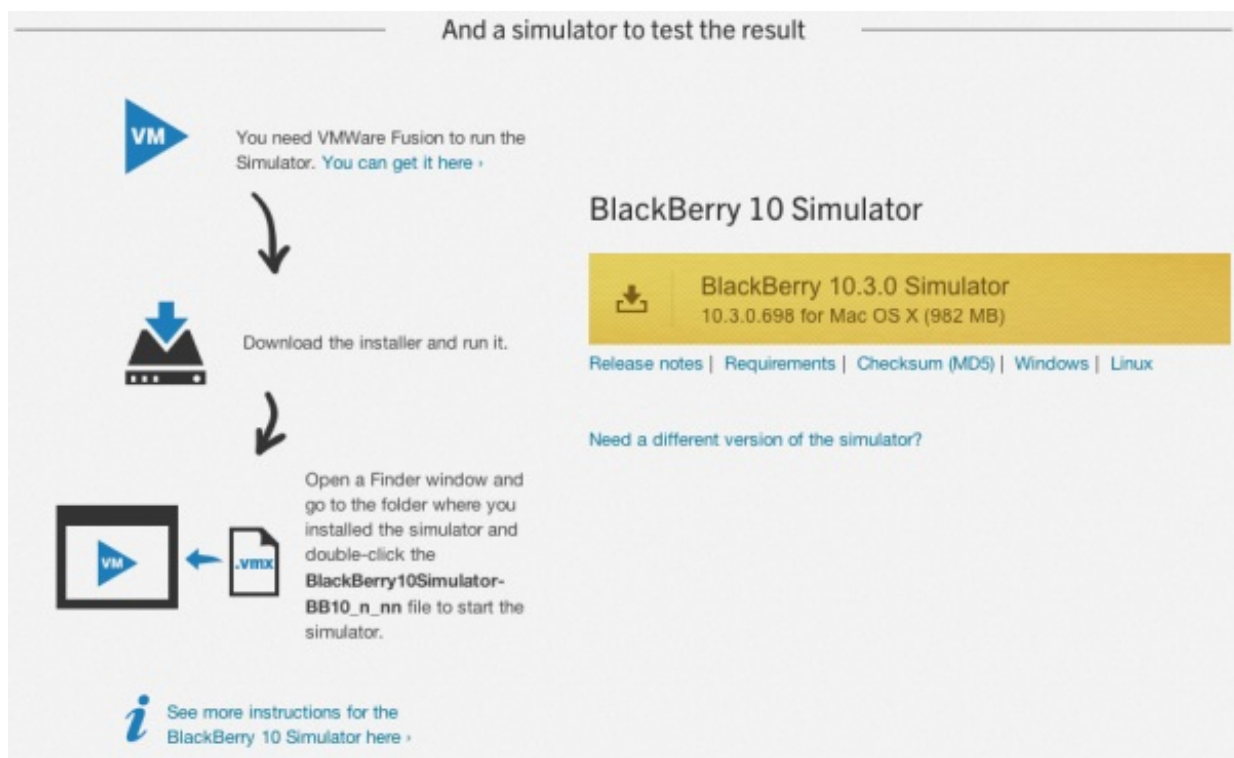 And a simulator to test the result
VM
You need VMWare Fusion to run the
Simulator. You can get it here ›
Download the installer and run it.
Open a Finder window and
go to the folder where you
installed the simulator and
double-click the
BlackBerry10Simulator-
BB10_n_nn file to start the
simulator.
VM
.vmx
i
See more instructions for the
BlackBerry 10 Simulator here ›
BlackBerry 10 Simulator
BlackBerry 10.3.0 Simulator
10.3.0.698 for Mac OS X (982 MB)
Release notes | Requirements | Checksum (MD5) | Windows | Linux
Need a different version of the simulator?